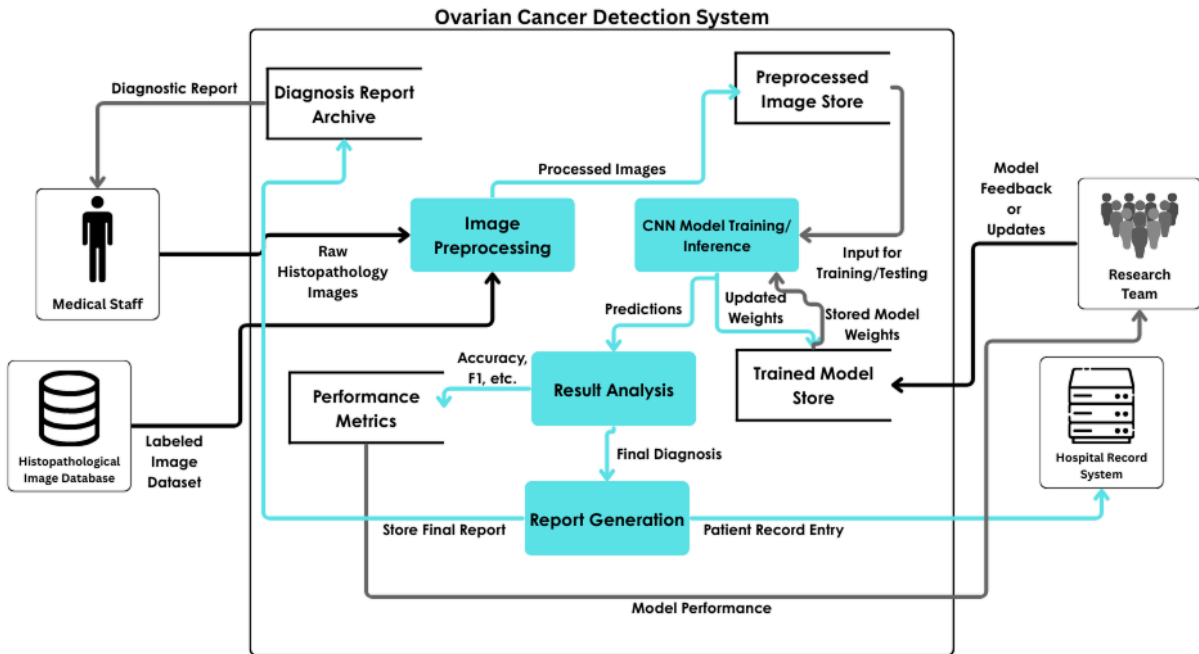 Ovarian Cancer Detection System
Diagnostic Report
Diagnosis Report
Archive
Preprocessed
Image Store
Processed Images
Model
Feedback
or
Updates
Image
Preprocessing
CNN Model Training/
Inference
Raw
Histopathology
Images
Input for
Training/Testing
Medical Staff
Research
Team
Predictions
Updated
Weights
Stored Model
Weights
Accuracy,
F1, etc.
Result Analysis
Trained Model
Store
Performance
Metrics
Histopathological
Image Database
Labeled
Image
Dataset
Final Diagnosis
Hospital Record
System
Store Final Report
Report Generation
Patient Record Entry
Model Performance